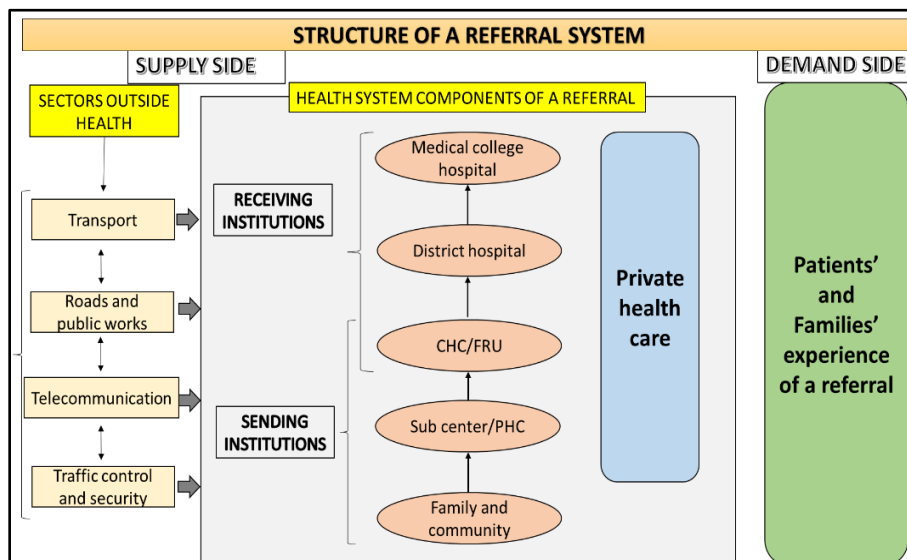 STRUCTURE OF A REFERRAL SYSTEM
SUPPLY SIDE
DEMAND SIDE
SECTORS OUTSIDE
HEALTH
HEALTH SYSTEM COMPONENTS OF A REFERRAL
Transport
Roads and
public works
Telecommunication
Traffic control
and security
RECEIVING
INSTITUTIONS
SENDING
INSTITUTIONS
Medical college
hospital
District hospital
CHC/FRU
Sub center/PHC
Family and
community
Private
health
care
Patients’
and
Families’
experience
of a referral